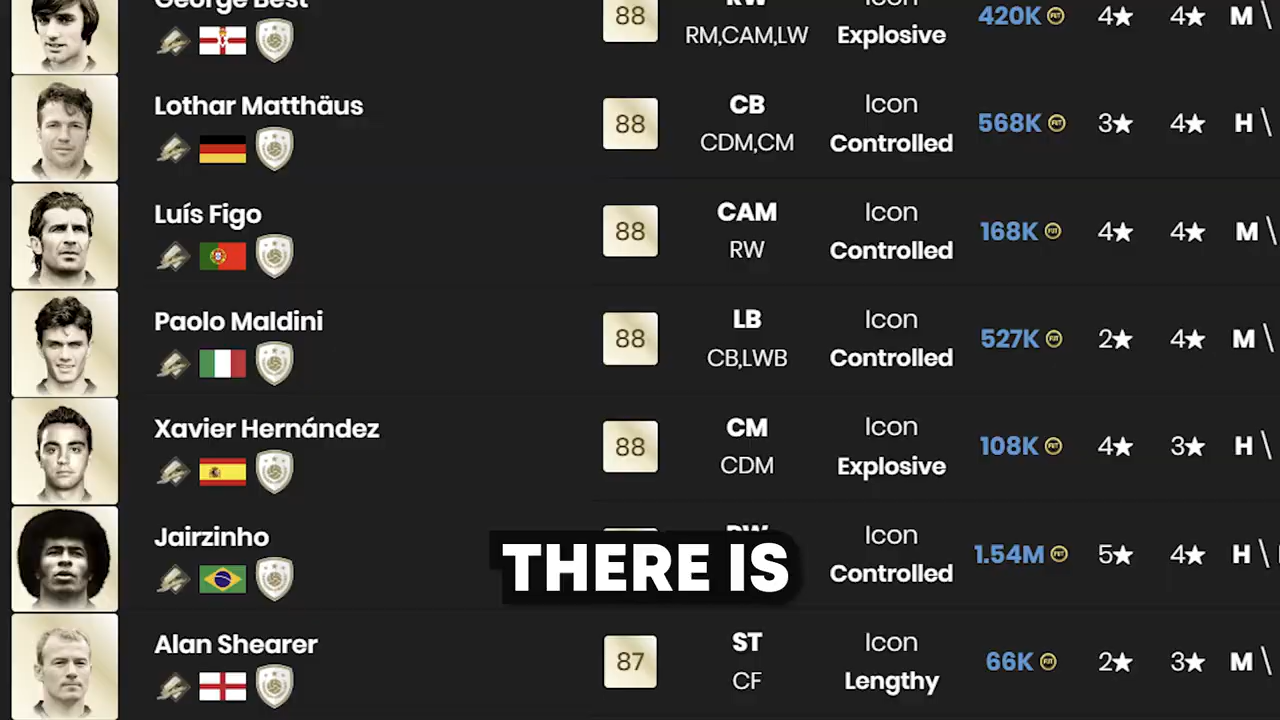 George Best
88
RW
RM,CAM,LW
Icon
Explosive
420K
4★
4★
M \
Lothar Matthäus
88
CB
CDM,CM
Icon
Controlled
568K
3★
4★
H \
Luís Figo
88
CAM
RW
Icon
Controlled
168K
4★
4★
M \
Paolo Maldini
88
LB
CB,LWB
Icon
Controlled
527K
2★
4★
M \
Xavier Hernández
88
CM
CDM
Icon
Explosive
108K
4★
3★
H \
Jairzinho
RW
Icon
Controlled
1.54M
5★
4★
H \
THERE IS
Alan Shearer
87
ST
CF
Icon
Lengthy
66K
2★
3★
M \